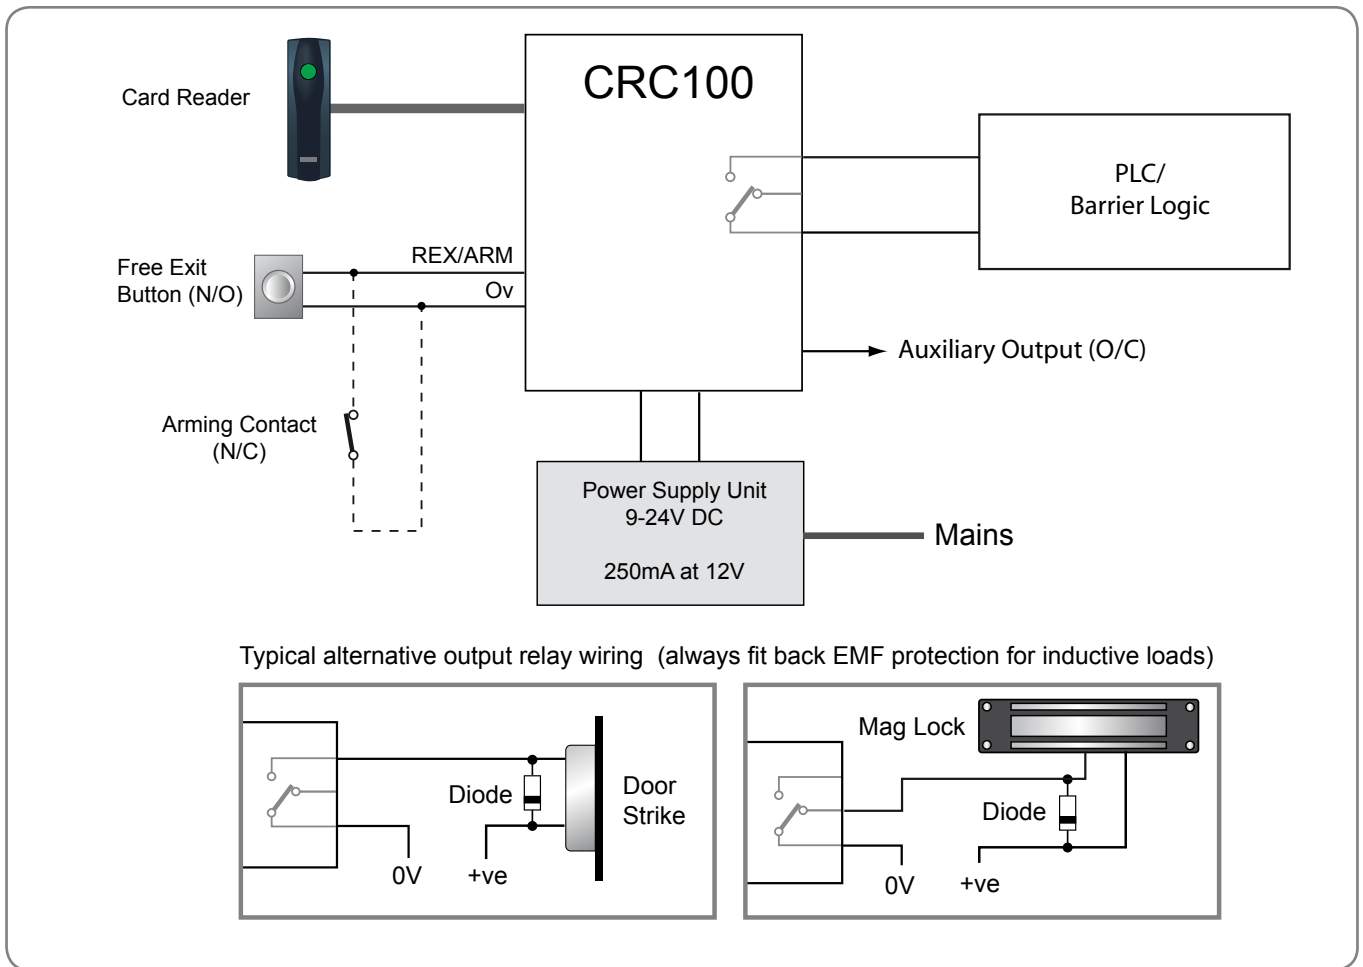 CRC100
Card Reader
PLC/
Barrier Logic
REX/ARM
Free Exit
Button (N/O)
Ov
Auxiliary Output (O/C)
Arming Contact
(N/C)
Power Supply Unit
9-24V DC
250mA at 12V
Mains
Typical alternative output relay wiring (always fit back EMF protection for inductive loads)
Diode
Door
Strike
0V
+ve
Mag Lock
Diode
0V
+ve